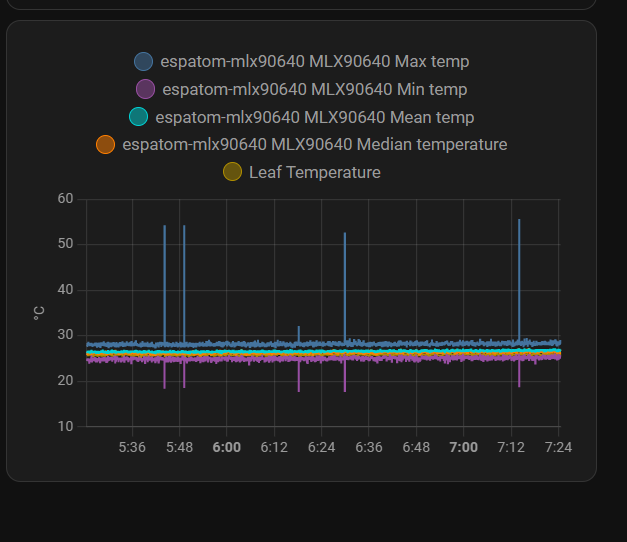 espatom-mlx90640 MLX90640 Max temp
espatom-mlx90640 MLX90640 Min temp
espatom-mlx90640 MLX90640 Mean temp
espatom-mlx90640 MLX90640 Median temperature
Leaf Temperature
60
50
40
°C
30
20
10
5:36 5:48 6:00 6:12 6:24 6:36 6:48 7:00 7:12 7:24